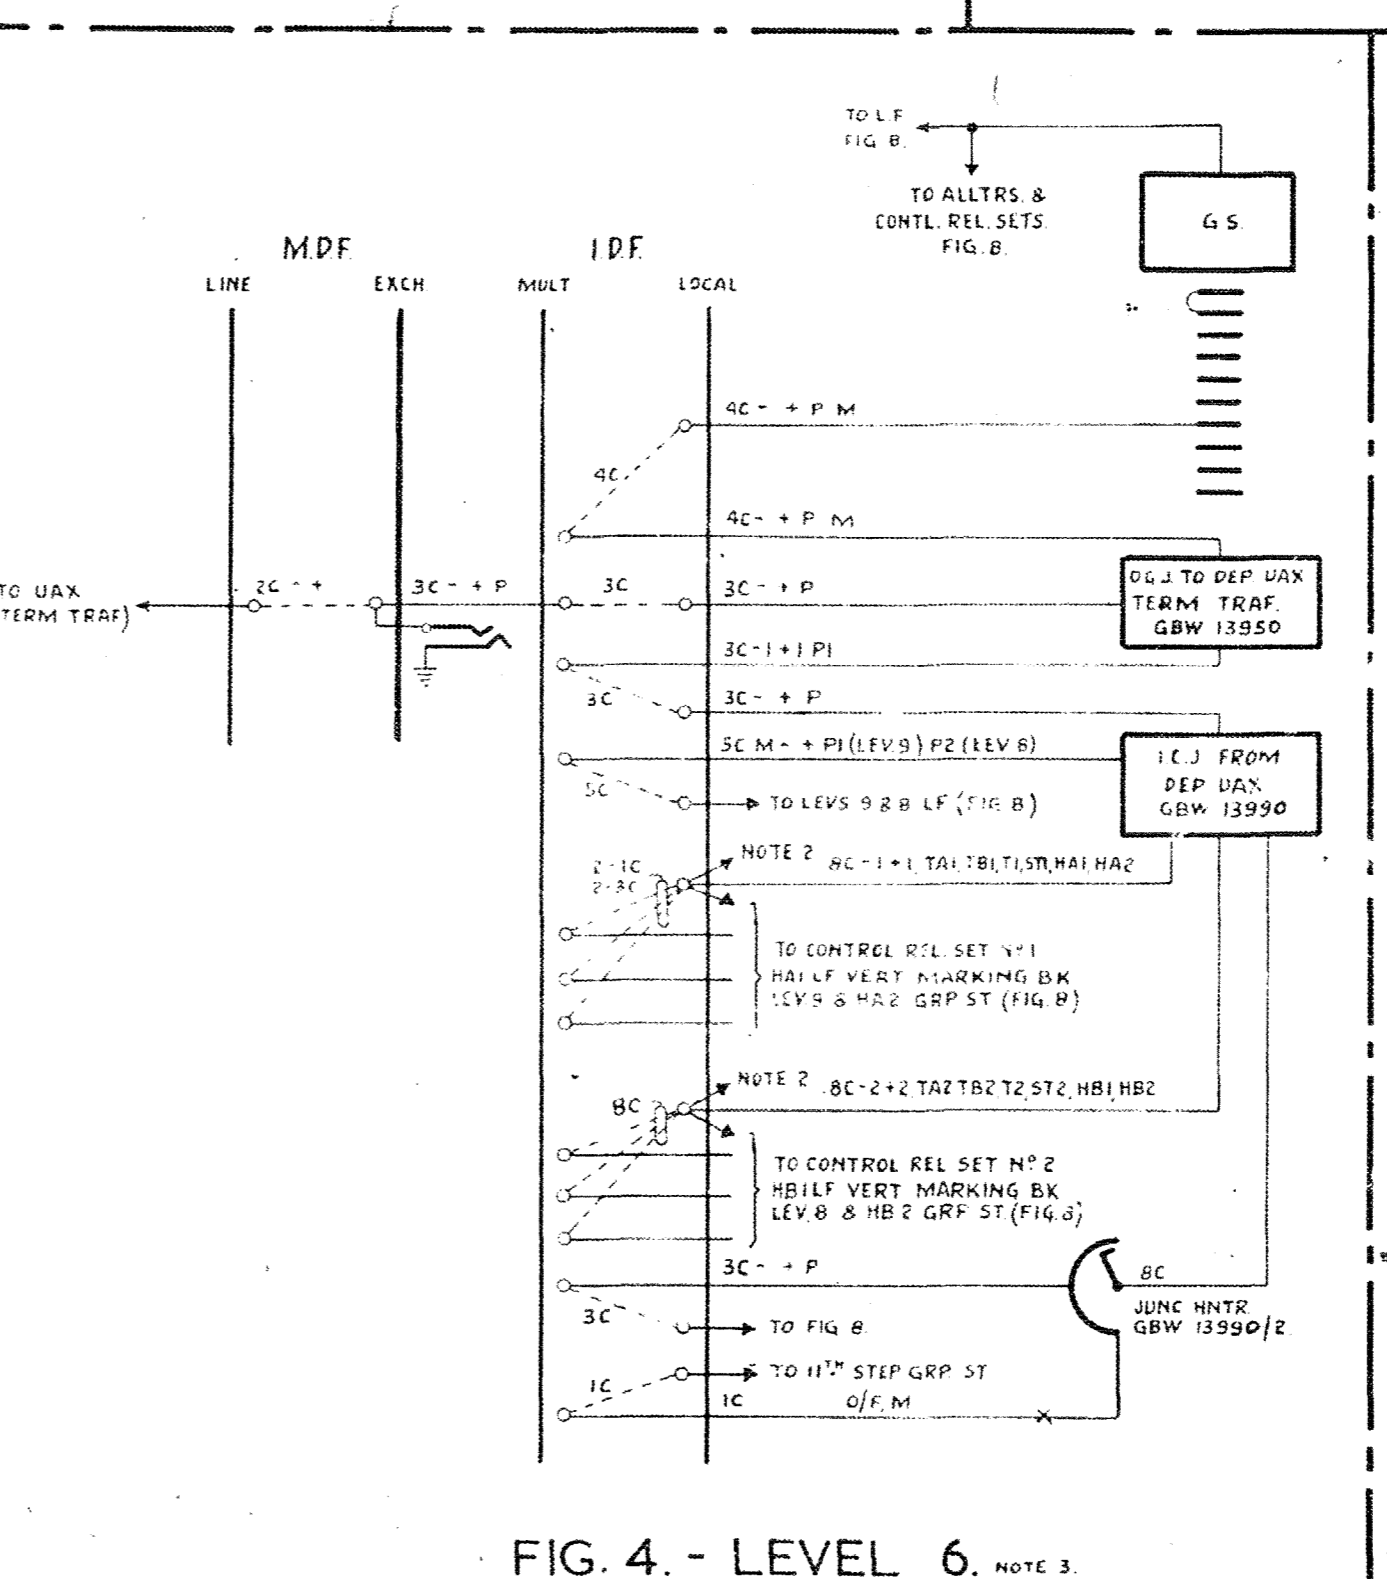 TO L.F
FIG 8.
TO ALLTRS. &
CONTL. REL. SETS.
FIG. 8.
G S.
M.D.F.
I.D.F.
LINE
EXCH
MULT
LOCAL
4C - + P M
4C
4C - + P M
TO UAX
TERM TRAF)
2C - +
3C - + P
3C
3C - + P
O.G.J. TO DEP. UAX
TERM TRAF.
GBW 13950
3C-1 + 1 P1
3C
3C - + P
5C M - + P1 (LEV. 9) P2 (LEV 8)
I.C.J FROM
DEP UAX
GBW 13990
5C
TO LEVS 9 & 8 LF (FIG 8)
2-1C
2-3C
NOTE 2
8C-1+1, TA1, TB1, T1, ST1, HA1, HA2
TO CONTROL REL. SET Nº 1
HA1 LF VERT MARKING BK
LEV 9 & HA2 GRP ST (FIG. 8)
8C
NOTE 2
8C-2+2, TA2 TB2, T2, ST2, HB1, HB2
TO CONTROL REL SET Nº 2
HB1 LF VERT MARKING BK
LEV. 8 & HB2 GRP ST. (FIG. 8)
3C - + P
8C
JUNC HNTR.
GBW 13990/2.
3C
TO FIG 8.
TO 11TH STEP GRP. ST
1C
1C
O/F, M
FIG. 4. - LEVEL 6. NOTE 3.